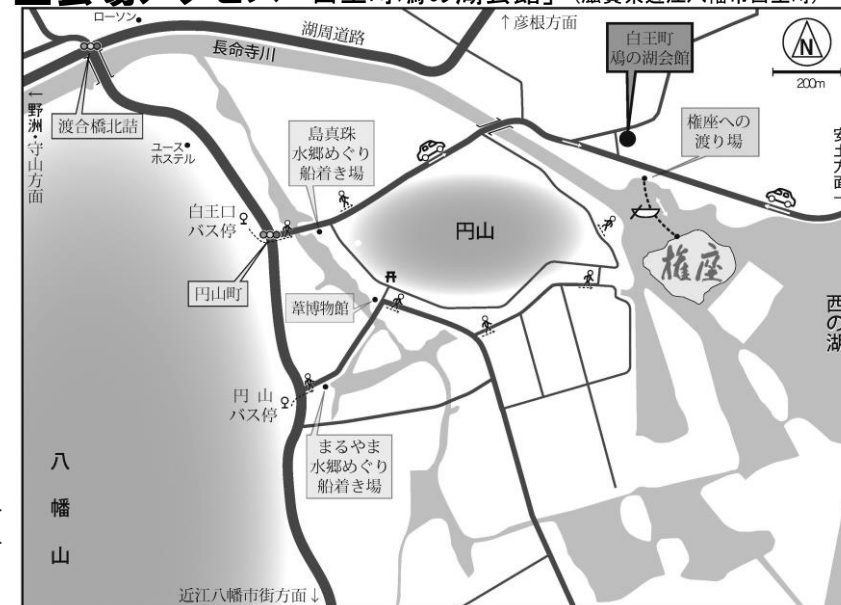 ローソン
湖周道路
↑彦根方面
長命寺川
白王町
鳰の湖会館
N
200m
←野洲・守山方面
渡合橋北詰
ユース
ホステル
島真珠
水郷めぐり
船着き場
権座への
渡り場
白王口
バス停
円山
権座
円山町
葦博物館
西の湖
円山
バス停
まるやま
水郷めぐり
船着き場
八幡山
近江八幡市街方面↓